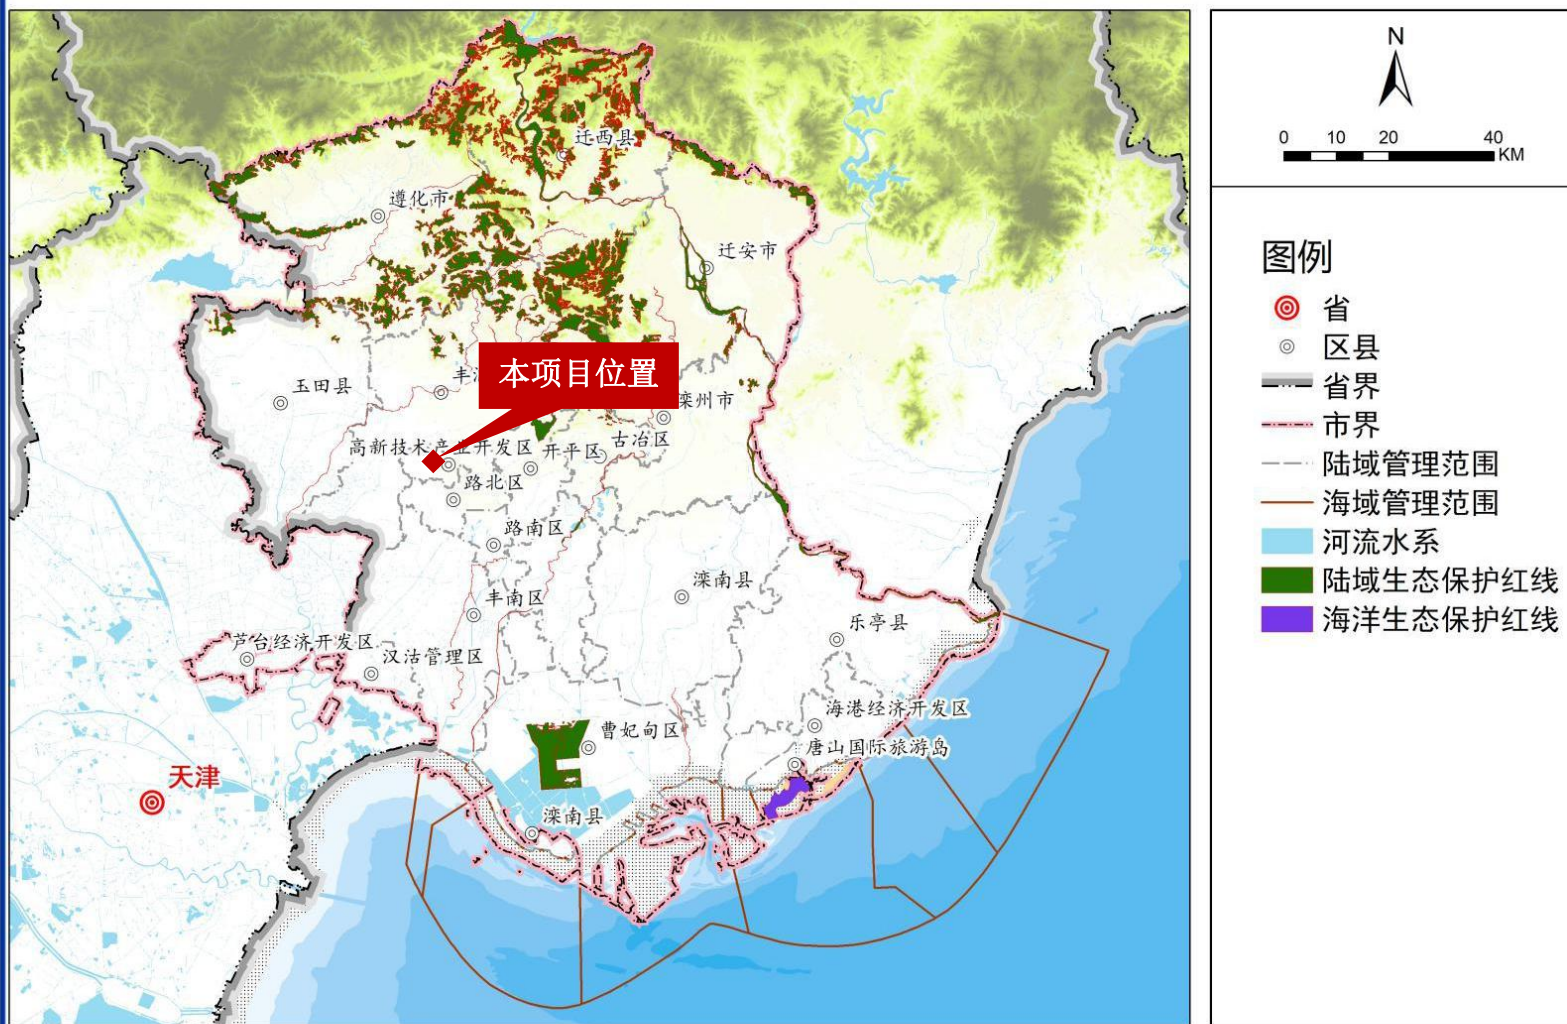 迁西县
遵化市
迁安市
本项目位置
丰
玉田县
滦州市
高新技术产业开发区
开平区
古冶区
路北区
路南区
滦南县
丰南区
乐亭县
芦台经济开发区
汉沽管理区
海港经济开发区
曹妃甸区
唐山国际旅游岛
天津
滦南县
N
0 10 20 40
KM
图例
省
区县
省界
市界
陆域管理范围
海域管理范围
河流水系
陆域生态保护红线
海洋生态保护红线